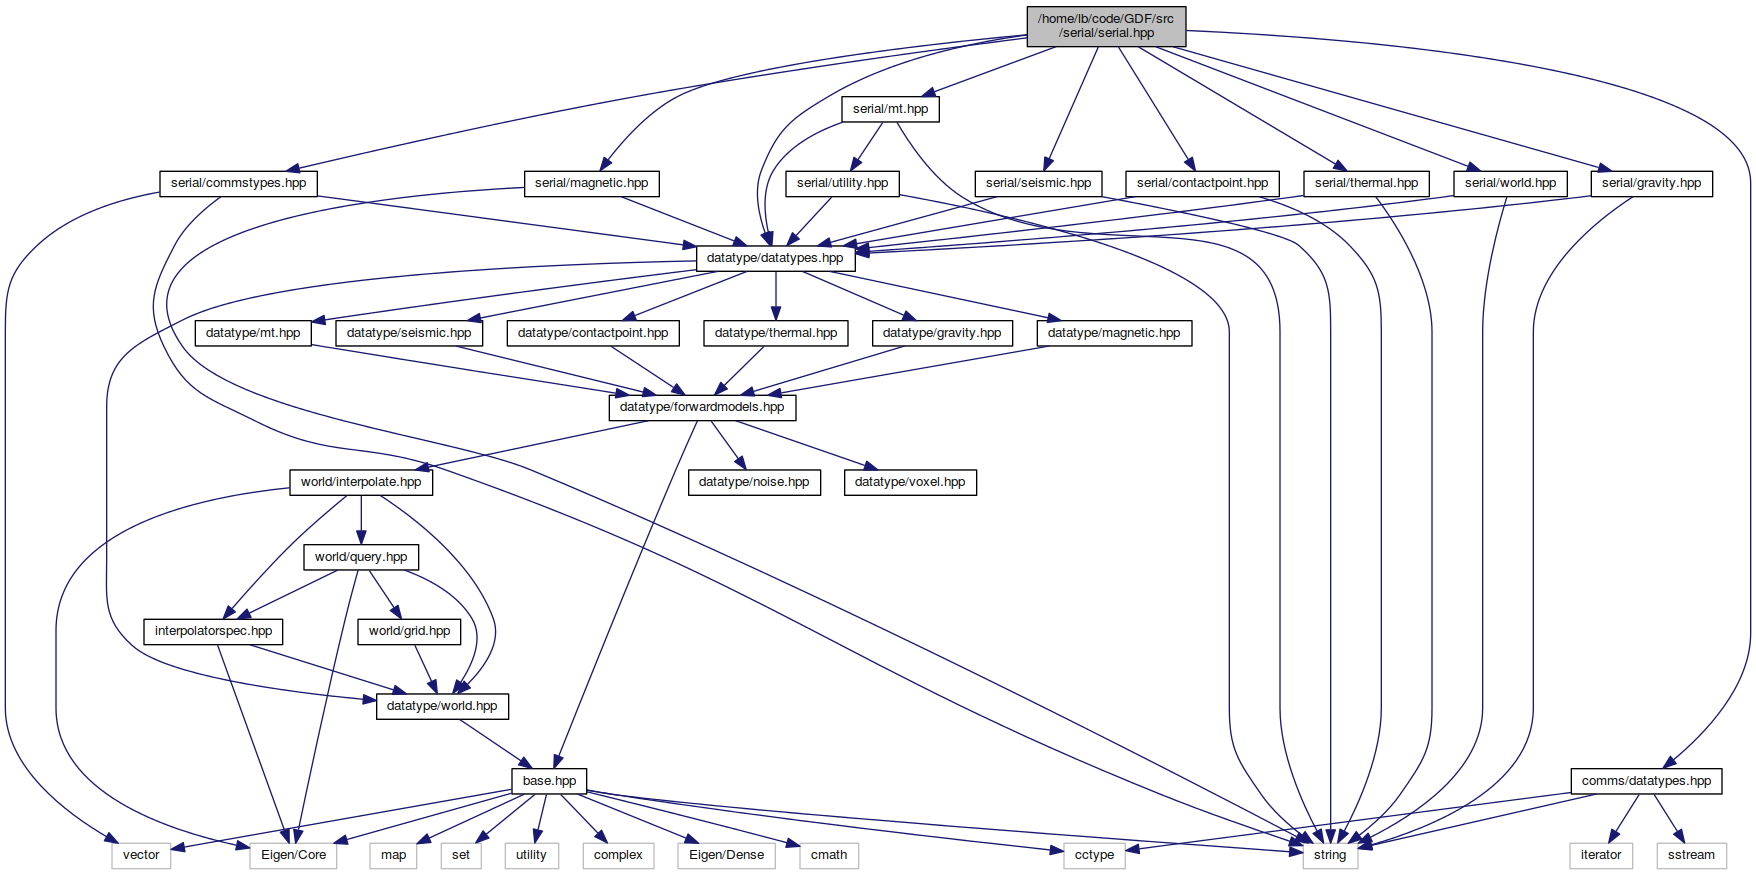 /home/lb/code/GDF/src
/serial/serial.hpp
serial/mt.hpp
serial/commstypes.hpp
serial/magnetic.hpp
serial/utility.hpp
serial/seismic.hpp
serial/contactpoint.hpp
serial/thermal.hpp
serial/world.hpp
serial/gravity.hpp
datatype/datatypes.hpp
datatype/mt.hpp
datatype/seismic.hpp
datatype/contactpoint.hpp
datatype/thermal.hpp
datatype/gravity.hpp
datatype/magnetic.hpp
datatype/forwardmodels.hpp
world/interpolate.hpp
datatype/noise.hpp
datatype/voxel.hpp
world/query.hpp
interpolatorspec.hpp
world/grid.hpp
datatype/world.hpp
base.hpp
comms/datatypes.hpp
vector
Eigen/Core
map
set
utility
complex
Eigen/Dense
cmath
cctype
string
iterator
sstream